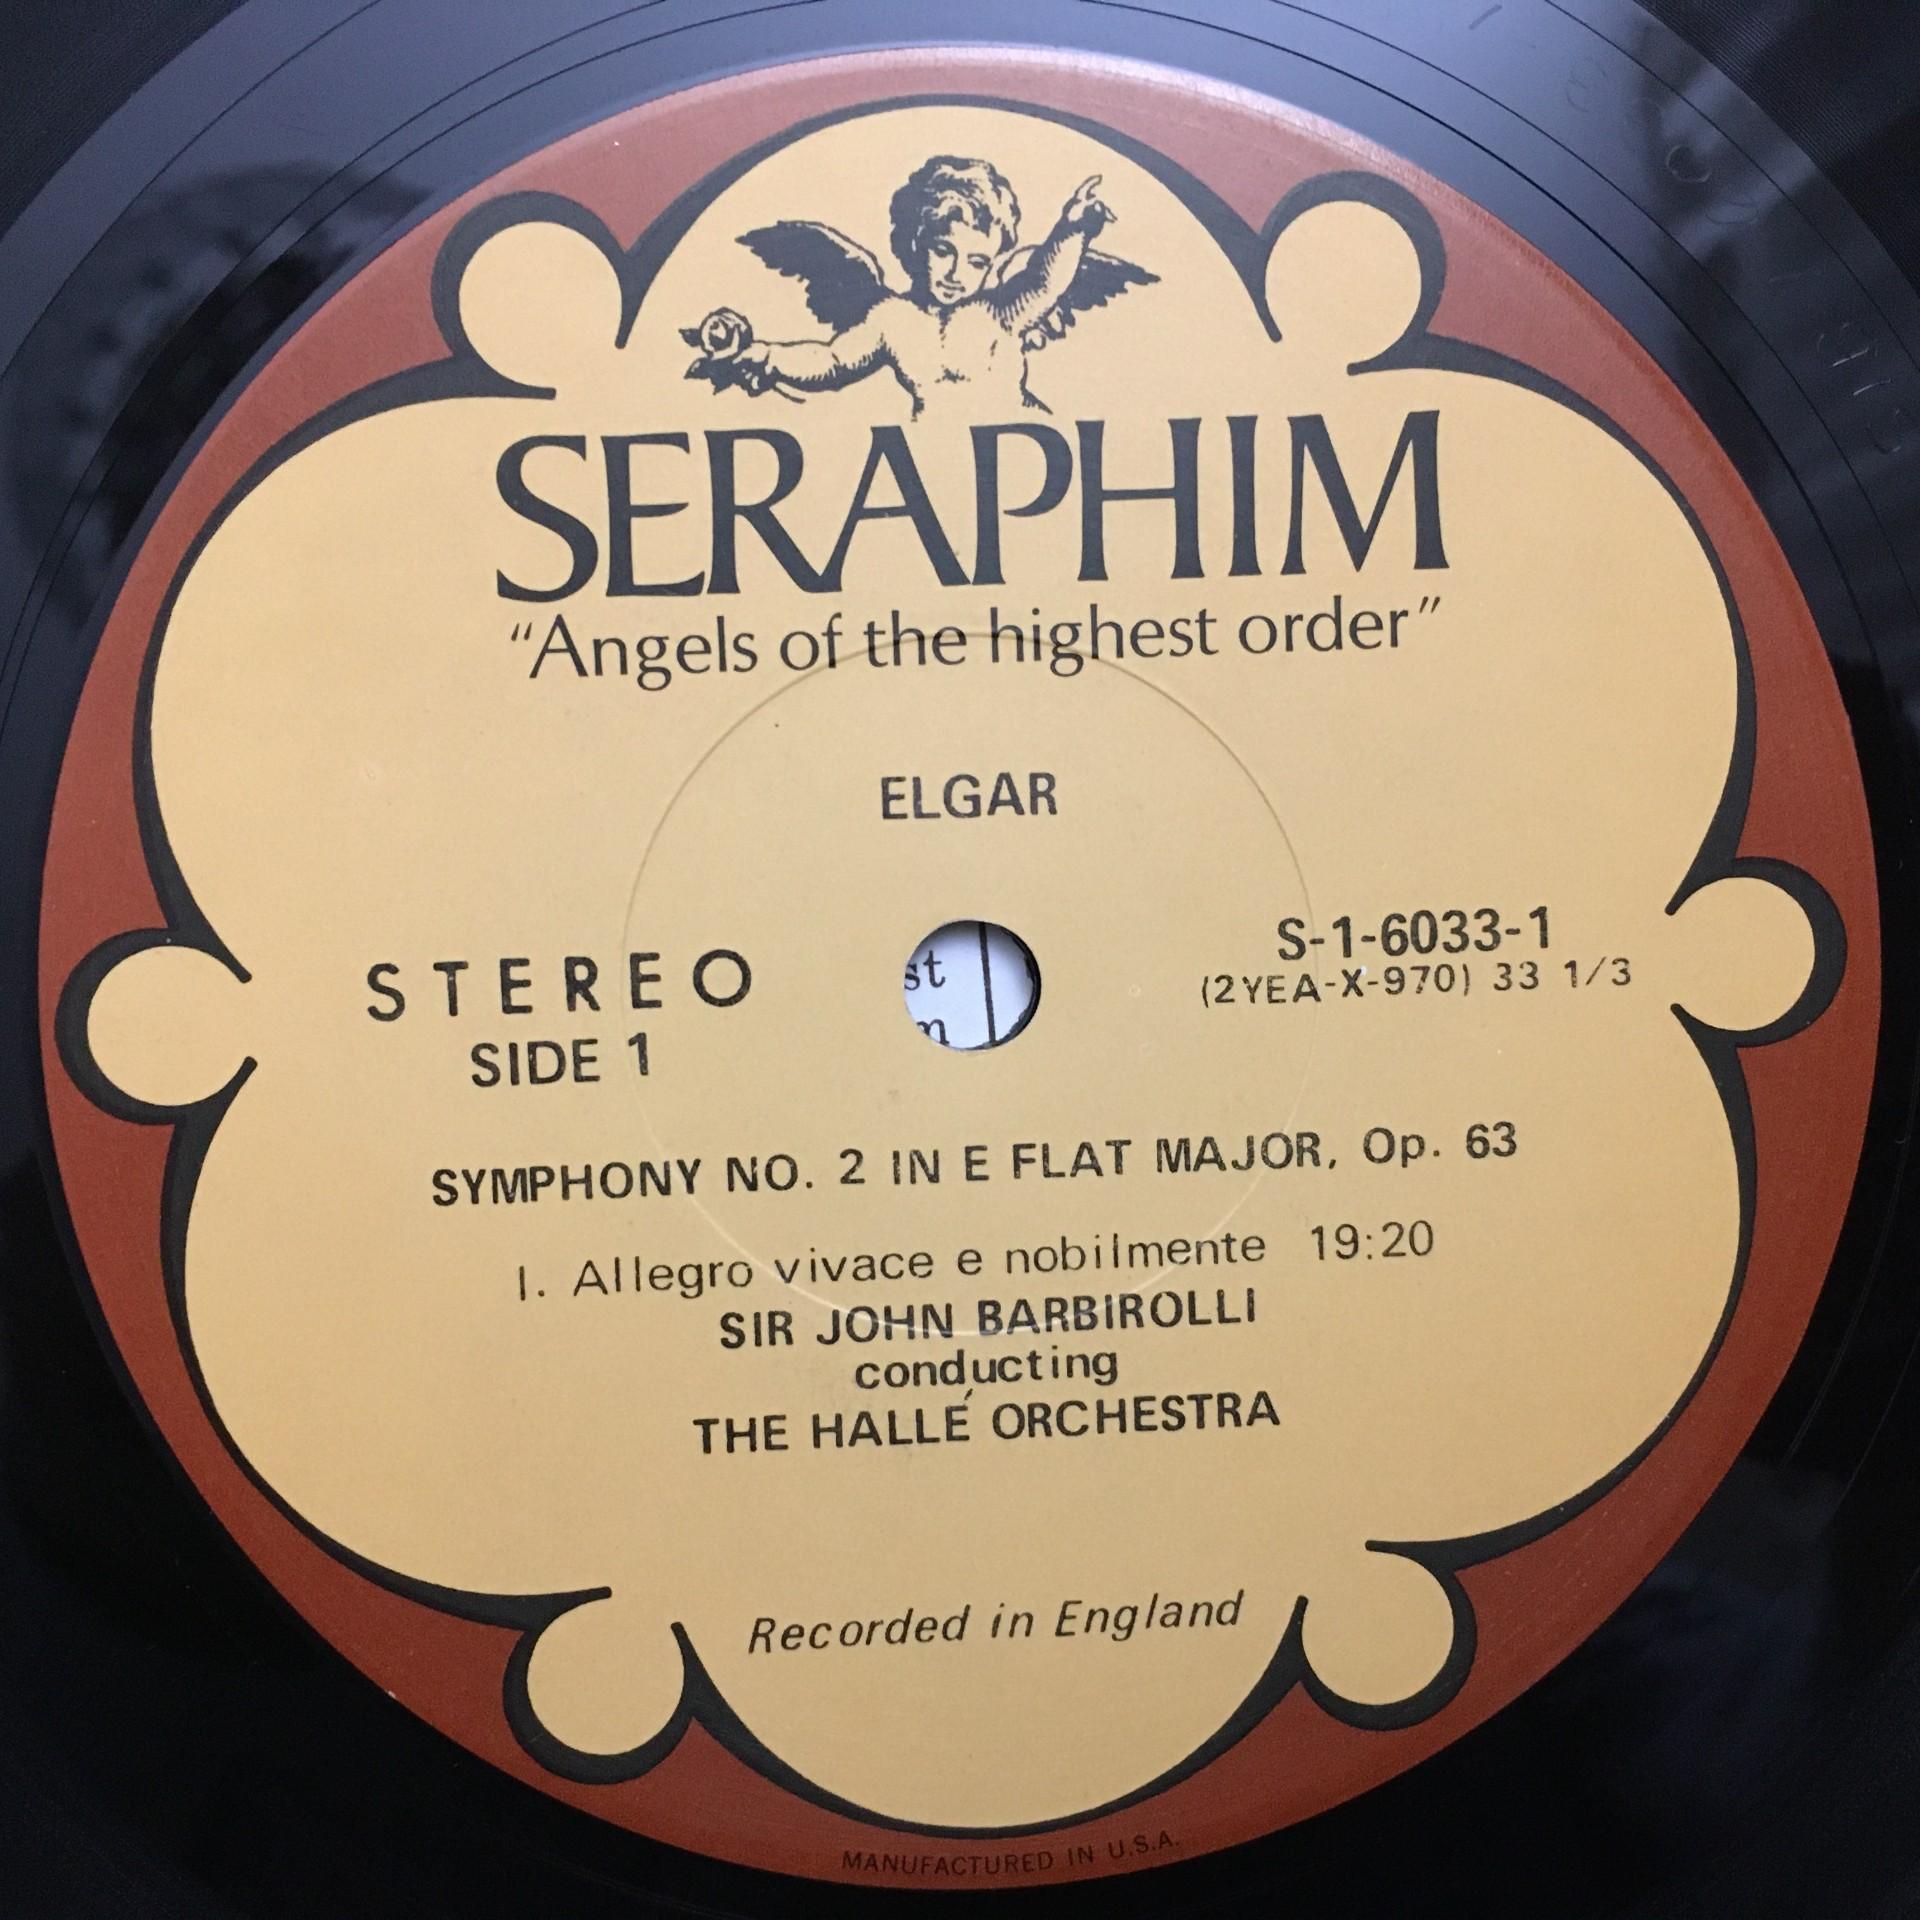 SERAPHIM
"Angels of the highest order"
ELGAR
STEREO
SIDE 1
S-1-6033-1
(2YEA-X-970) 33 1/3
st
SYMPHONY NO. 2 IN E FLAT MAJOR, Op. 63
I. Allegro vivace e nobilmente 19:20
SIR JOHN BARBIROLLI
conducting
THE HALLÉ ORCHESTRA
Recorded in England
MANUFACTURED IN U.S.A.